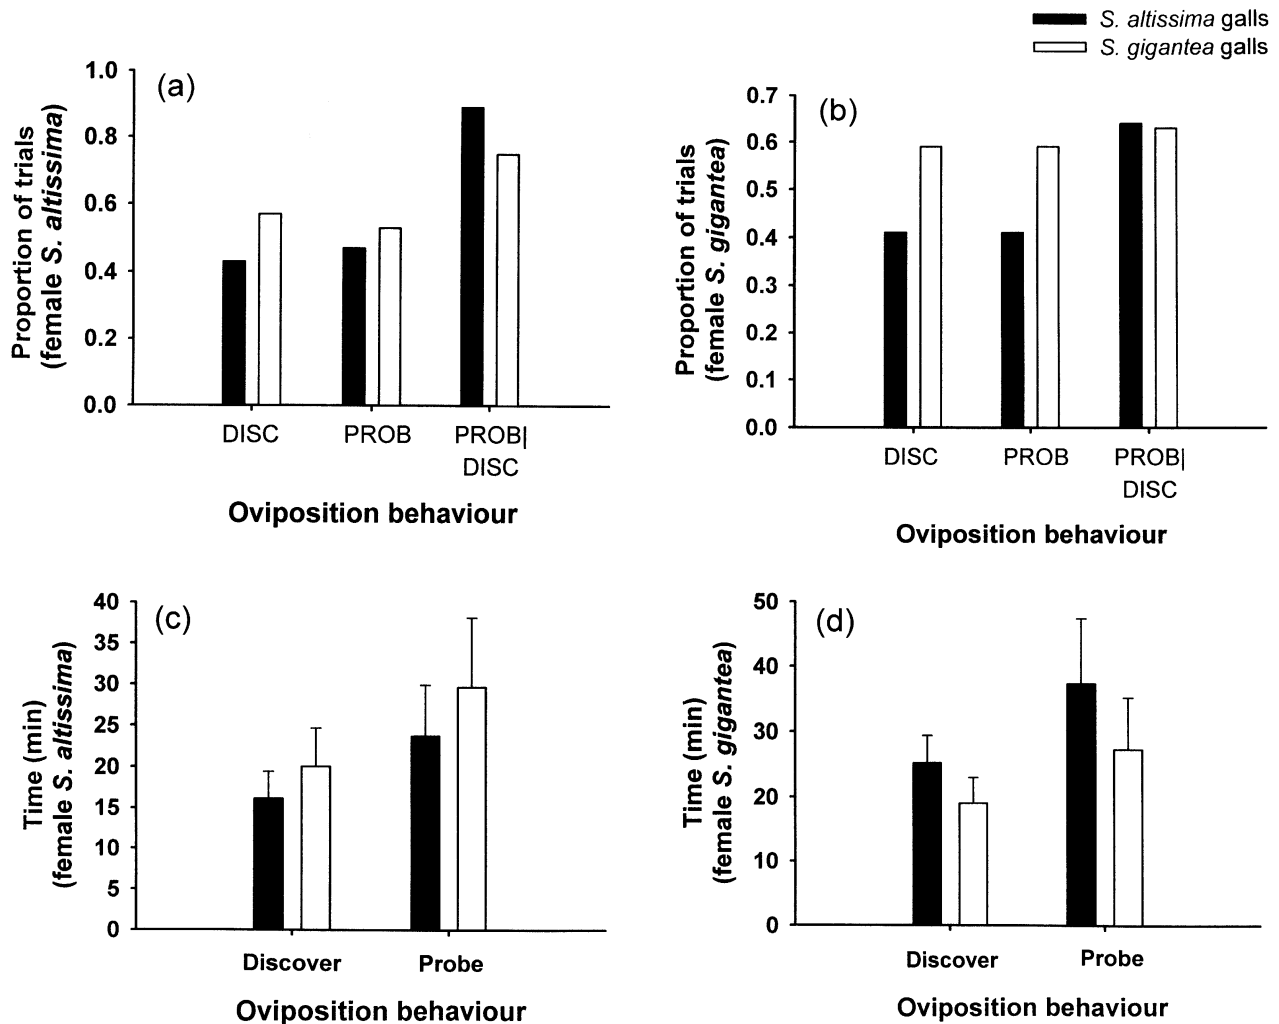 S. altissima galls
S. gigantea galls
(a)
Proportion of trials
(female S. altissima)
1.0
0.8
0.6
0.4
0.2
0.0
DISC
PROB
PROB|
DISC
Oviposition behaviour
(b)
Proportion of trials
(female S. gigantea)
0.7
0.6
0.5
0.4
0.3
0.2
0.1
0.0
DISC
PROB
PROB|
DISC
Oviposition behaviour
(c)
Time (min)
(female S. altissima)
40
35
30
25
20
15
10
5
0
Discover
Probe
Oviposition behaviour
(d)
Time (min)
(female S. gigantea)
50
40
30
20
10
0
Discover
Probe
Oviposition behaviour